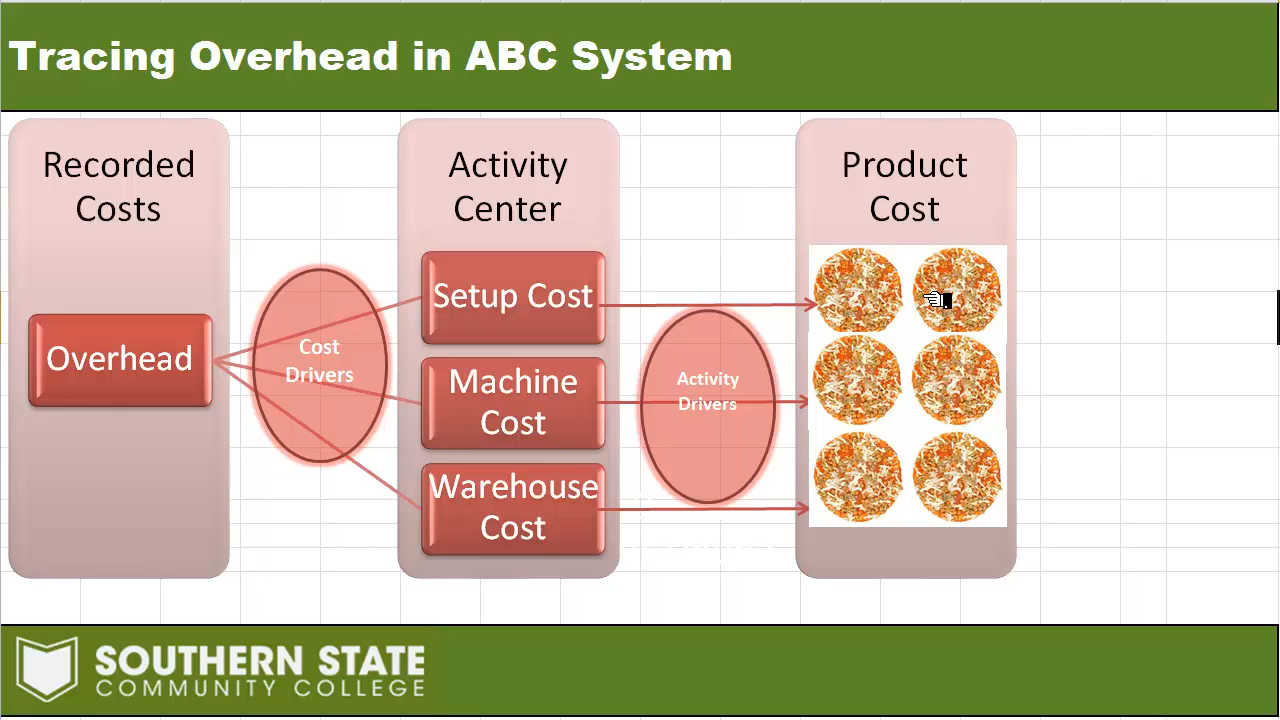 Tracing Overhead in ABC System
Recorded
Costs
Overhead
Cost
Drivers
Activity
Center
Setup Cost
Machine
Cost
Warehouse
Cost
Activity
Drivers
Product
Cost
SOUTHERN STATE
COMMUNITY COLLEGE